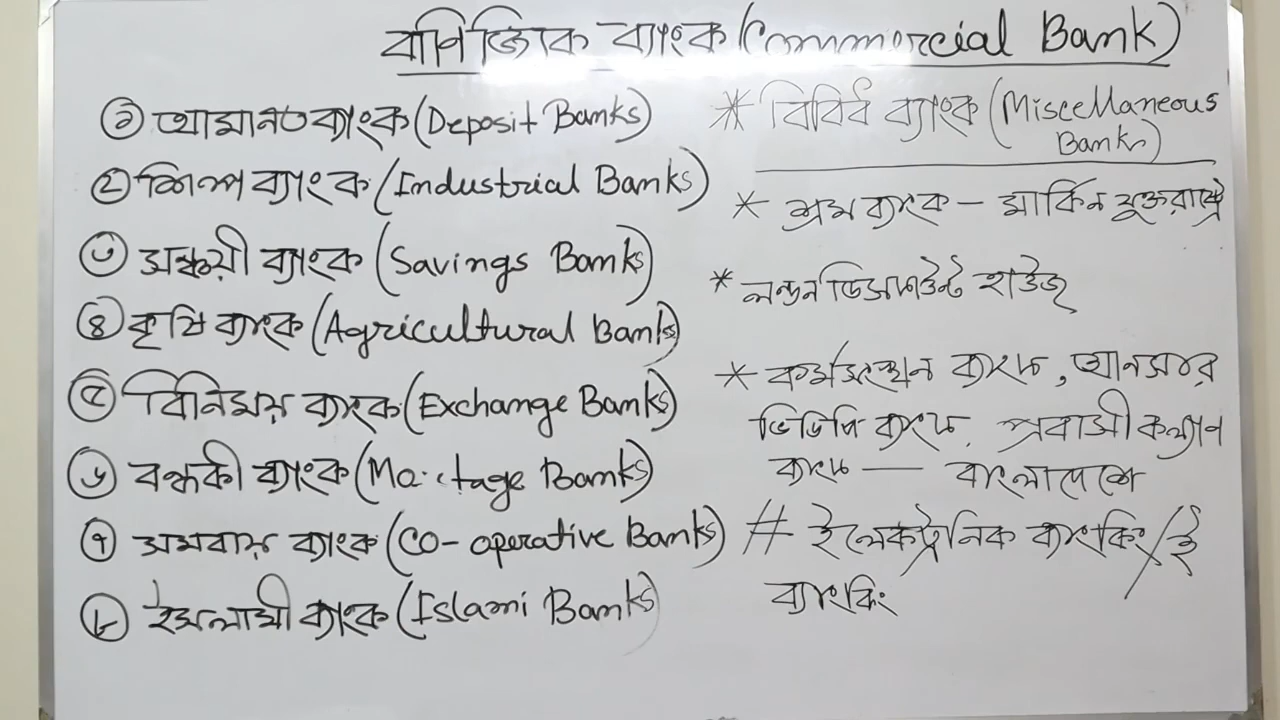 বাণিজ্যিক ব্যাংক (Commercial Bank)
১ আমানত ব্যাংক (Deposit Banks)
২ শিল্প ব্যাংক (Industrial Banks)
৩ সঞ্চয়ী ব্যাংক (Savings Banks)
৪ কৃষি ব্যাংক (Agricultural Banks)
৫ বিনিময় ব্যাংক (Exchange Banks)
৬ বন্ধকী ব্যাংক ( Banks)
৭ সমবায় ব্যাংক (CO-operative Banks)
৮ ইসলামী ব্যাংক (Islami Banks)
* বিবিধ ব্যাংক (Miscellaneous
Banks)
* শ্রম ব্যাংক - মার্কিন যুক্তরাষ্ট্রে
* লন্ডন ডিসকাউন্ট হাউজ
* কর্মসংস্থান ব্যাংক, আনসার
ভিডিপি ব্যাংক, প্রবাসী কল্যাণ
ব্যাংক — বাংলাদেশে
# ইলেকট্রনিক ব্যাংকিং/ই
ব্যাংকিং